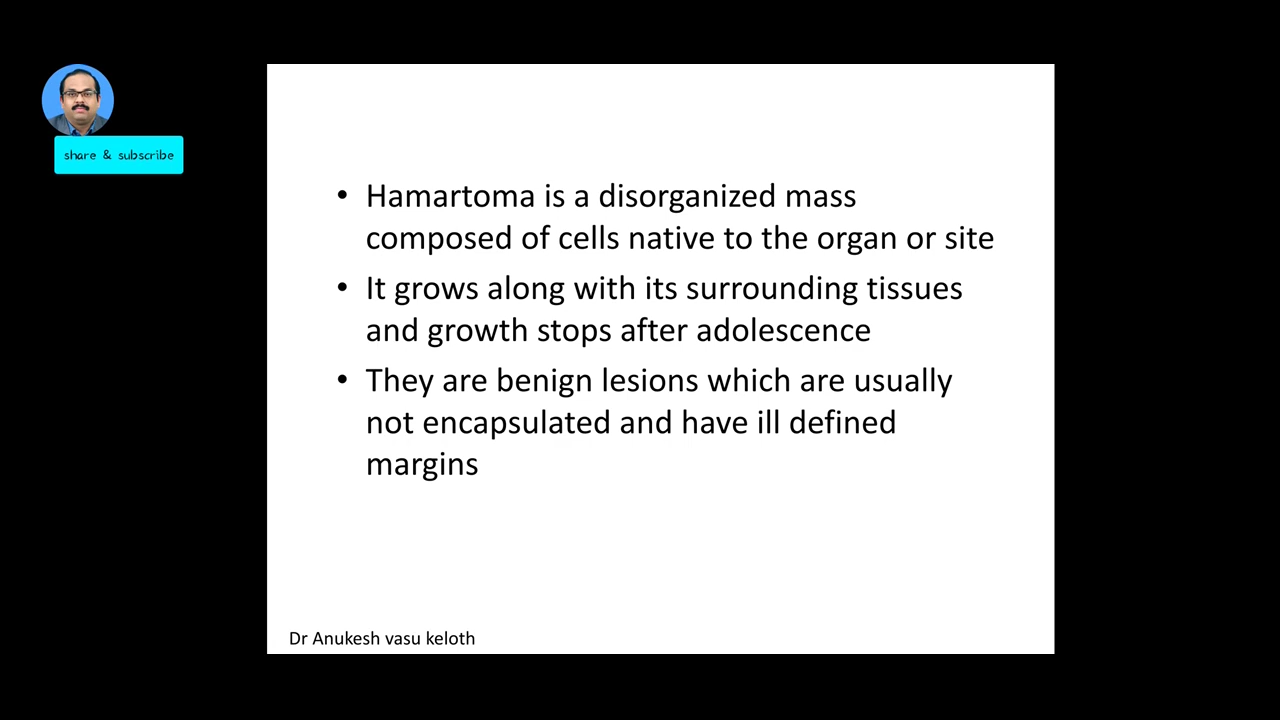 share & subscribe
• Hamartoma is a disorganized mass
composed of cells native to the organ or site
• It grows along with its surrounding tissues
and growth stops after adolescence
• They are benign lesions which are usually
not encapsulated and have ill defined
margins
Dr Anukesh vasu keloth